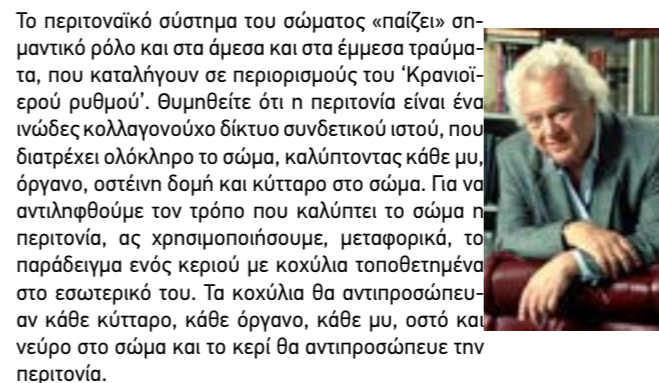 Το περιτοναϊκό σύστημα του σώματος «παίζει» ση-
μαντικό ρόλο και στα άμεσα και στα έμμεσα τραύμα-
τα, που καταλήγουν σε περιορισμούς του ‘Κρανιοϊ-
ερού ρυθμού’. Θυμηθείτε ότι η περιτονία είναι ένα
ινώδες κολλαγονούχο δίκτυο συνδετικού ιστού, που
διατρέχει ολόκληρο το σώμα, καλύπτοντας κάθε μυ,
όργανο, οστέινη δομή και κύτταρο στο σώμα. Για να
αντιληφθούμε τον τρόπο που καλύπτει το σώμα η
περιτονία, ας χρησιμοποιήσουμε, μεταφορικά, το
παράδειγμα ενός κεριού με κοχύλια τοποθετημένα
στο εσωτερικό του. Τα κοχύλια θα αντιπροσώπευ-
αν κάθε κύτταρο, κάθε όργανο, κάθε μυ, οστό και
νεύρο στο σώμα και το κερί θα αντιπροσώπευε την
περιτονία.